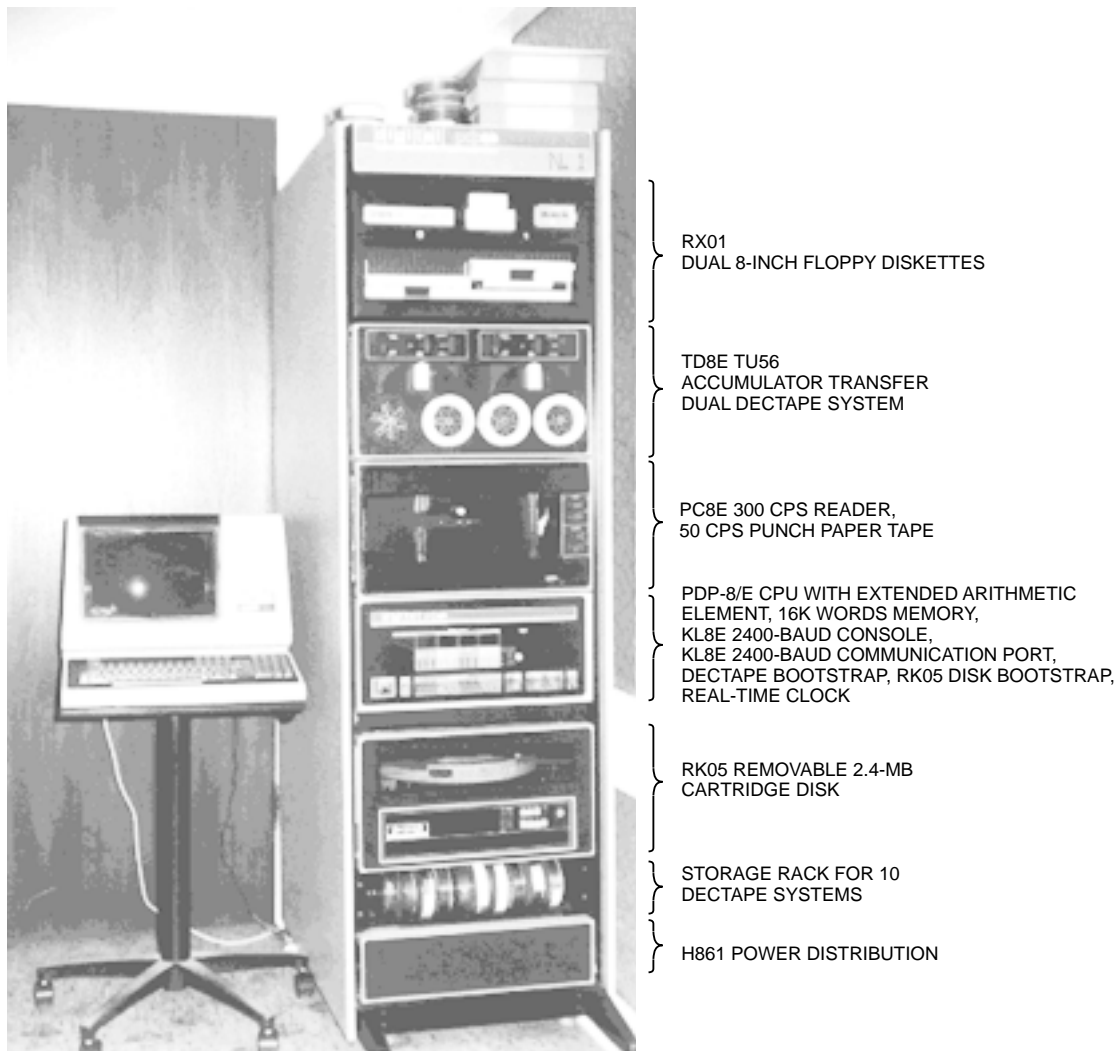 RX01
DUAL 8-INCH FLOPPY DISKETTES
TD8E TU56
ACCUMULATOR TRANSFER
DUAL DECTAPE SYSTEM
PC8E 300 CPS READER,
50 CPS PUNCH PAPER TAPE
PDP-8/E CPU WITH EXTENDED ARITHMETIC
ELEMENT, 16K WORDS MEMORY,
KL8E 2400-BAUD CONSOLE,
KL8E 2400-BAUD COMMUNICATION PORT,
DECTAPE BOOTSTRAP, RK05 DISK BOOTSTRAP,
REAL-TIME CLOCK
RK05 REMOVABLE 2.4-MB
CARTRIDGE DISK
STORAGE RACK FOR 10
DECTAPE SYSTEMS
H861 POWER DISTRIBUTION